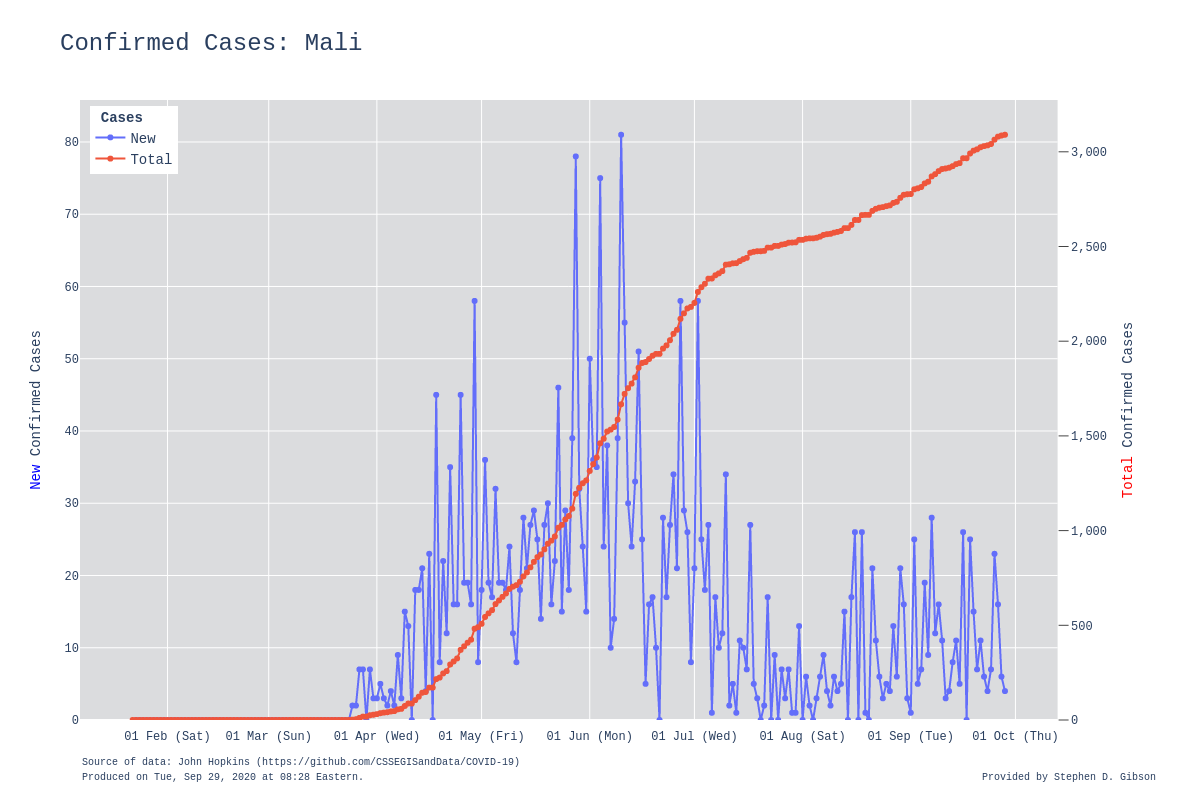 Confirmed Cases: Mali
Cases
New
Total
80
70
60
50
40
30
20
10
0
New Confirmed Cases
3,000
2,500
2,000
1,500
1,000
500
0
Total Confirmed Cases
01 Feb (Sat) 01 Mar (Sun) 01 Apr (Wed) 01 May (Fri) 01 Jun (Mon) 01 Jul (Wed) 01 Aug (Sat) 01 Sep (Tue) 01 Oct (Thu)
Source of data: John Hopkins (https://github.com/CSSEGISandData/COVID-19)
Produced on Tue, Sep 29, 2020 at 08:28 Eastern.
Provided by Stephen D. Gibson